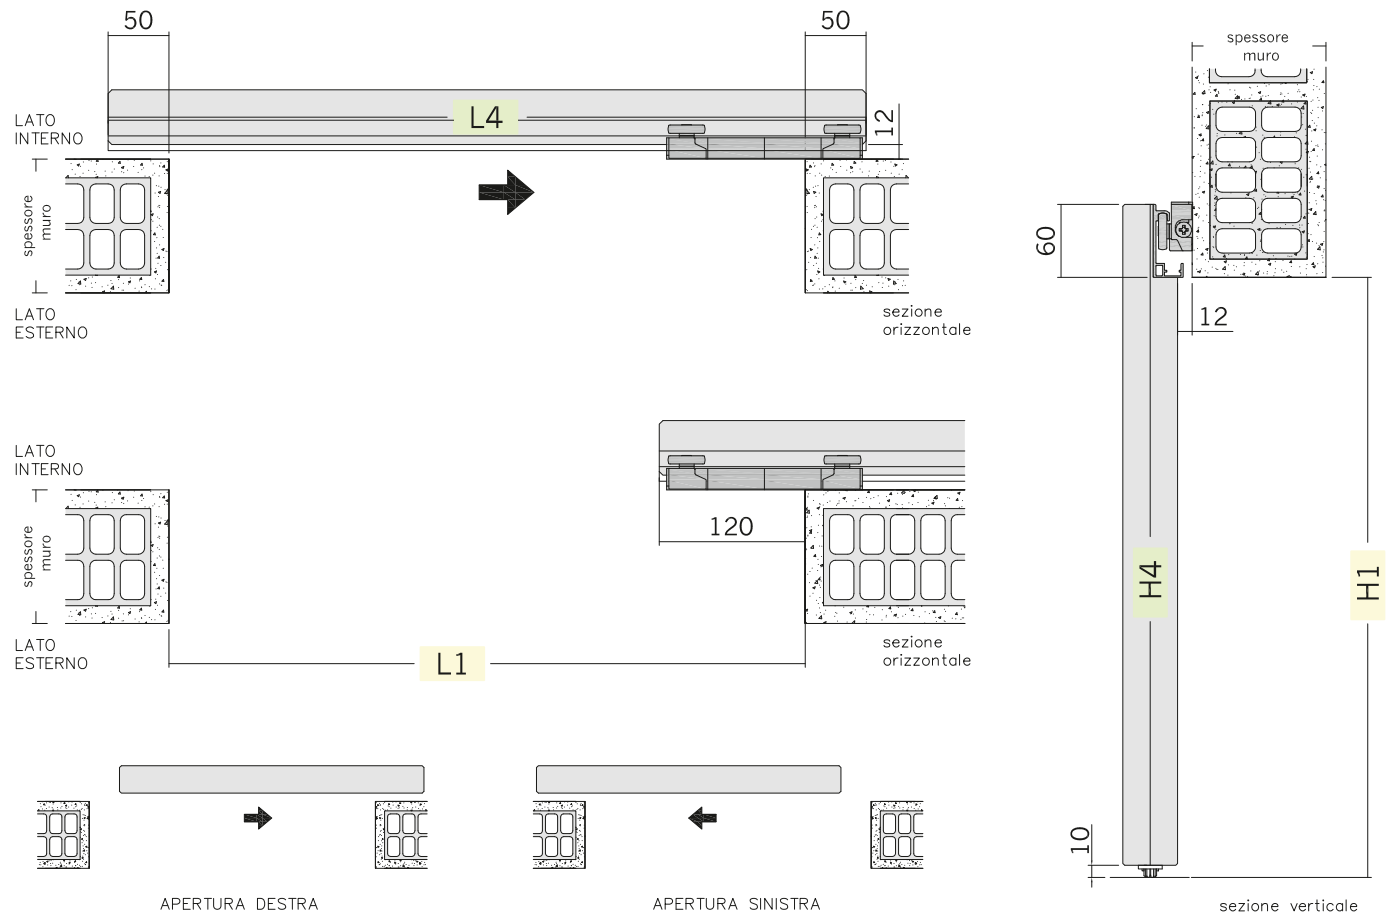 50
50
L4
12
LATO
INTERNO
spessore
muro
LATO
ESTERNO
sezione
orizzontale
LATO
INTERNO
spessore
muro
120
LATO
ESTERNO
L1
sezione
orizzontale
APERTURA DESTRA
APERTURA SINISTRA
spessore
muro
60
12
H4
H1
10
sezione verticale